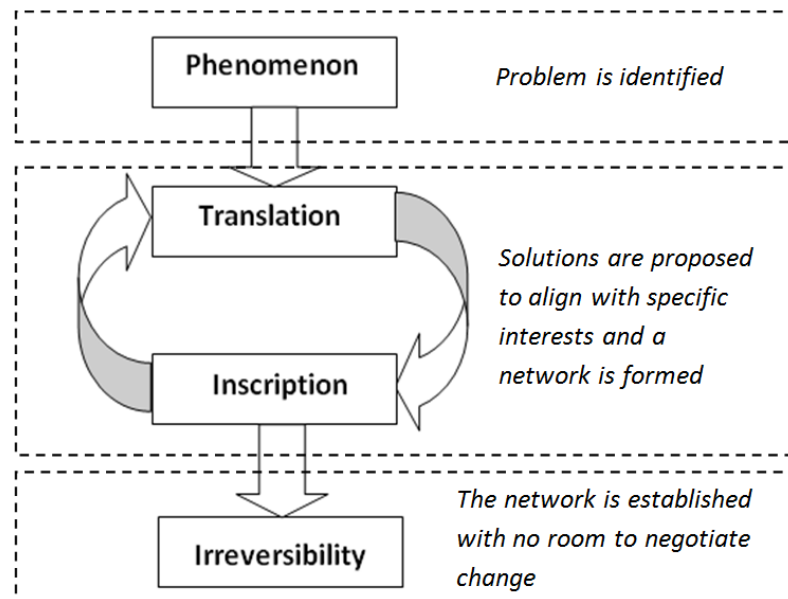 Phenomenon
Problem is identified
Translation
Solutions are proposed
to align with specific
interests and a
network is formed
Inscription
The network is established
with no room to negotiate
change
Irreversibility